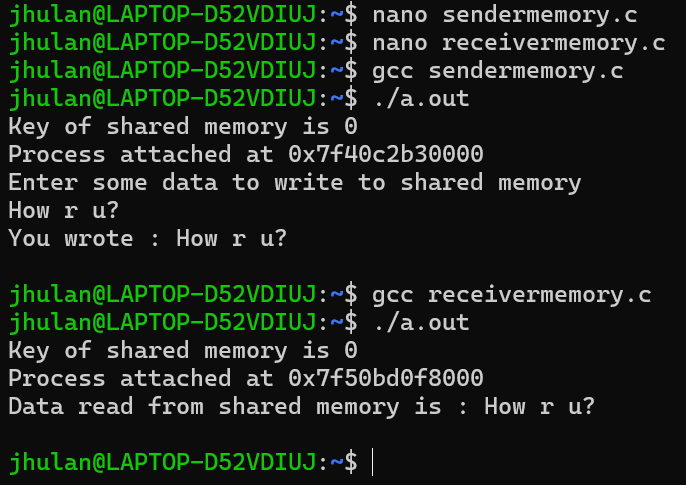 jhulan@LAPTOP-D52VDIUJ:~$ nano sendermemory.c
jhulan@LAPTOP-D52VDIUJ:~$ nano receivermemory.c
jhulan@LAPTOP-D52VDIUJ:~$ gcc sendermemory.c
jhulan@LAPTOP-D52VDIUJ:~$ ./a.out
Key of shared memory is 0
Process attached at 0x7f40c2b30000
Enter some data to write to shared memory
How r u?
You wrote : How r u?
jhulan@LAPTOP-D52VDIUJ:~$ gcc receivermemory.c
jhulan@LAPTOP-D52VDIUJ:~$ ./a.out
Key of shared memory is 0
Process attached at 0x7f50bd0f8000
Data read from shared memory is : How r u?
jhulan@LAPTOP-D52VDIUJ:~$